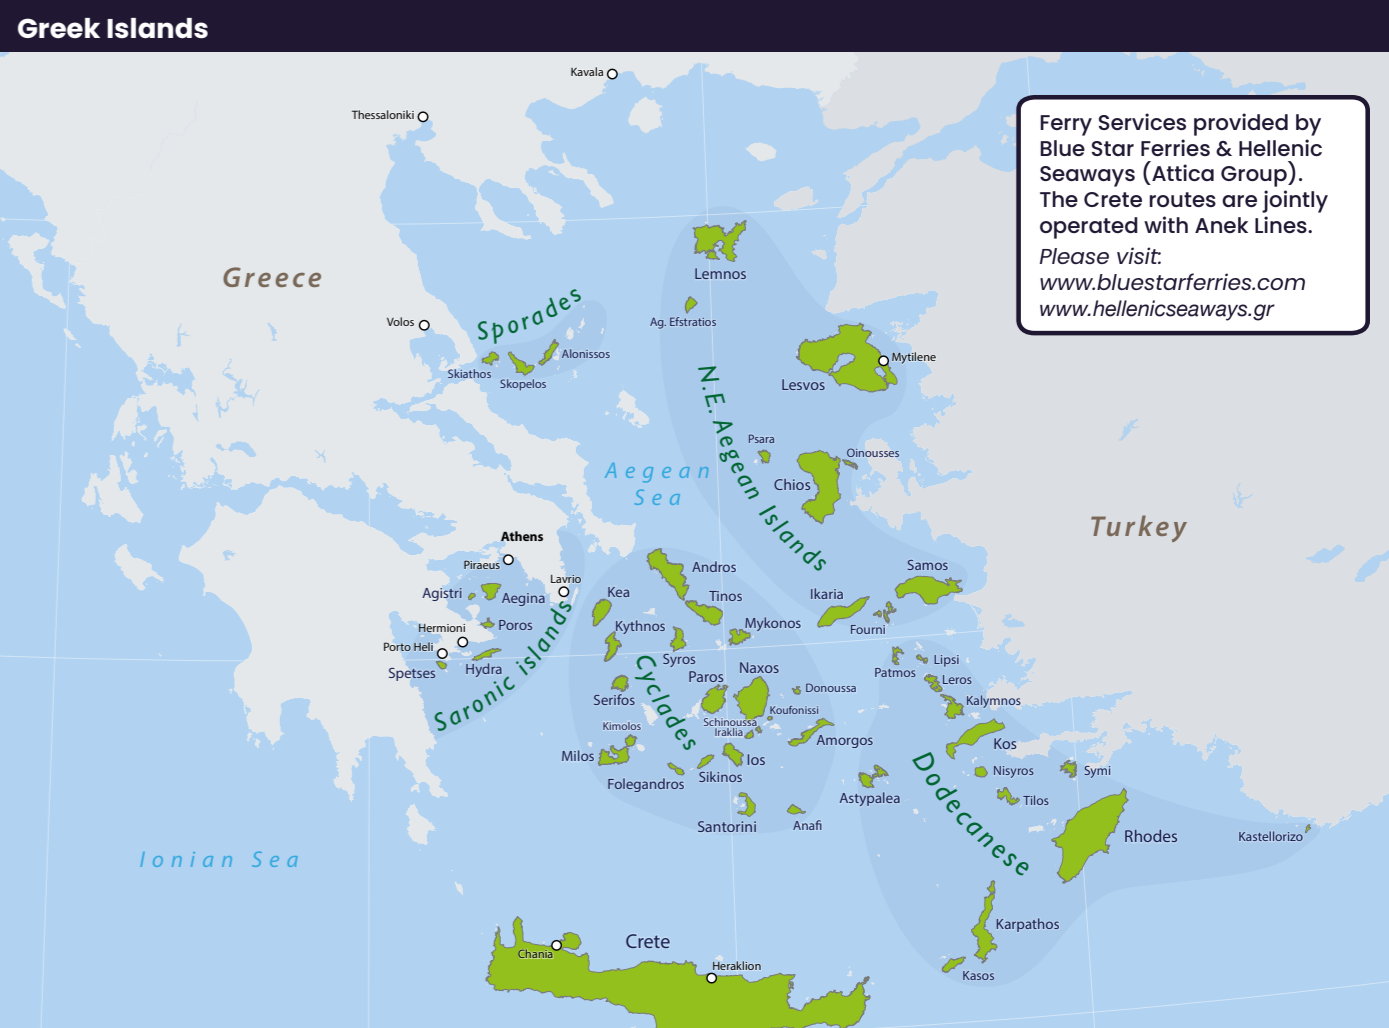 Greek Islands
Kavala
Thessaloniki
Ferry Services provided by
Blue Star Ferries & Hellenic
Seaways (Attica Group).
The Crete routes are jointly
operated with Anek Lines.
Please visit:
www.bluestarferries.com
www.hellenicseaways.gr
Greece
Lemnos
Sporades
Volos
Ag. Efstratios
Alonissos
Skiathos
Skopelos
Mytilene
Lesvos
N.E. Aegean Islands
Psara
Oinousses
Aegean
Sea
Chios
Turkey
Athens
Piraeus
Lavrio
Agistri
Aegina
Poros
Hermioni
Porto Heli
Spetses
Hydra
Saronic islands
Andros
Samos
Kea
Tinos
Ikaria
Kythnos
Mykonos
Fourni
Syros
Cyclades
Paros
Naxos
Patmos
Lipsi
Leros
Serifos
Donoussa
Kalymnos
Koufonissi
Schinoussa
Iraklia
Kimolos
Amorgos
Kos
Milos
Ios
Folegandros
Sikinos
Nisyros
Symi
Astypalea
Tilos
Dodecanese
Santorini
Anafi
Rhodes
Kastellorizo
Ionian Sea
Karpathos
Crete
Chania
Heraklion
Kasos